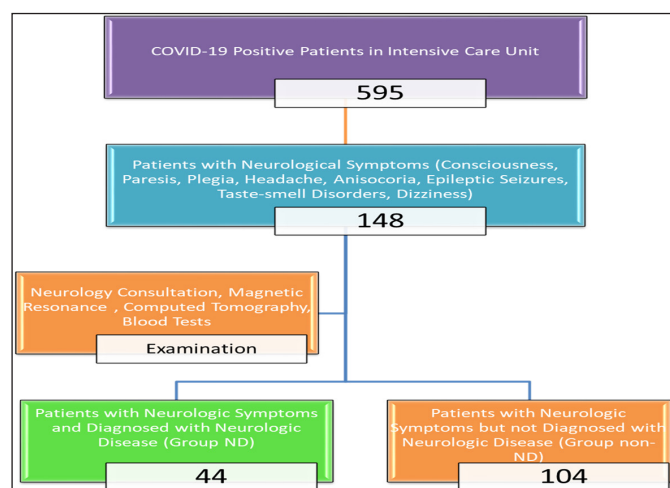 COVID-19 Positive Patients in Intensive Care Unit
595
Patients with Neurological Symptoms (Consciousness,
Paresis, Plegia, Headache, Anisocoria, Epileptic Seizures,
Taste-smell Disorders, Dizziness)
148
Neurology Consultation, Magnetic
Resonance , Computed Tomography,
Blood Tests
Examination
Patients with Neurologic Symptoms
and Diagnosed with Neurologic
Disease (Group ND)
44
Patients with Neurologic
Symptoms but not Diagnosed with
Neurologic Disease (Group non-
ND)
104